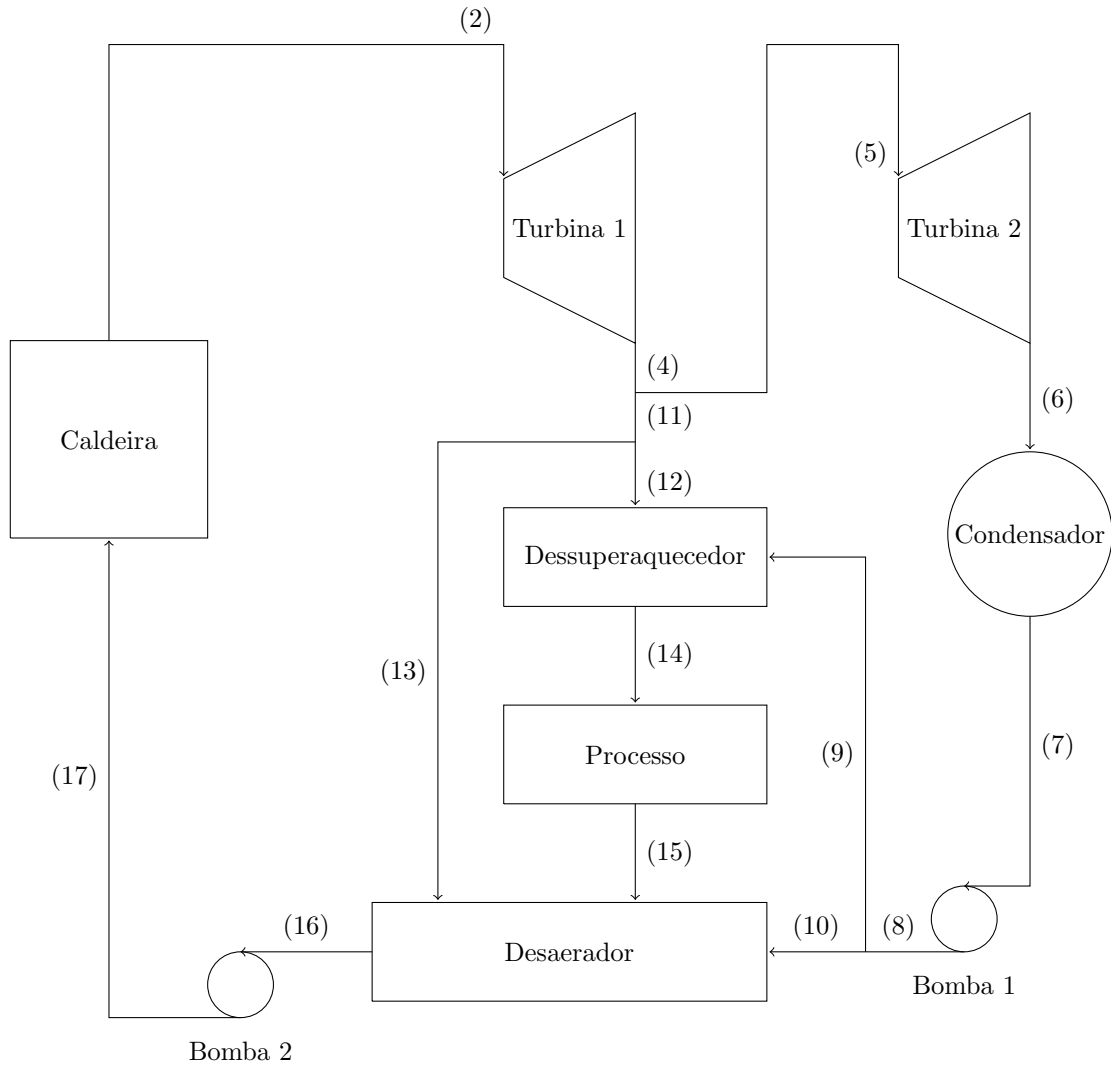 (2)
(5)
Turbina 1
Turbina 2
(4)
(6)
(11)
Caldeira
(12)
Condensador
Dessuperaquecedor
(14)
(13)
(7)
(9)
Processo
(17)
(15)
(16)
(10)
(8)
Desaerador
Bomba 1
Bomba 2